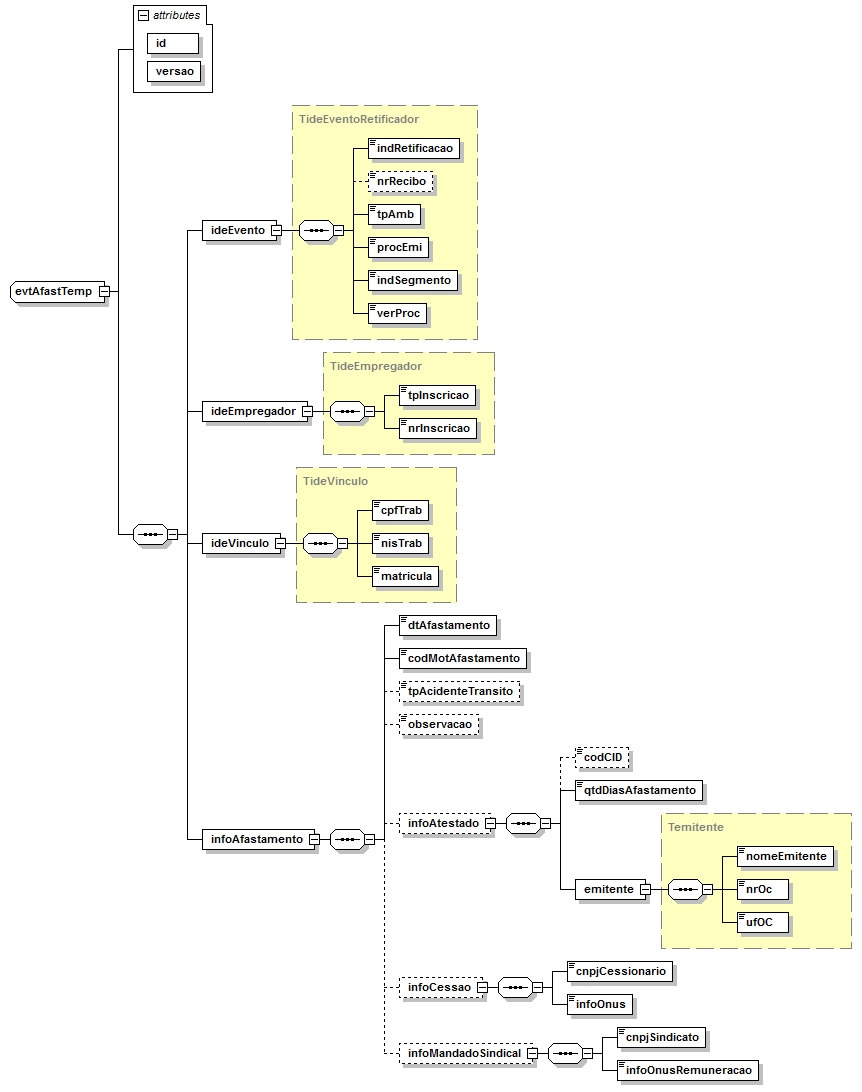 attributes
id
versao
TideEventoRetificador
indRetificacao
nrRecibo
tpAmb
ideEvento
procEmi
indSegmento
evtAfastTemp
verProc
TideEmpregador
tpInscricao
ideEmpregador
nrInscricao
TideVinculo
cpfTrab
ideVinculo
nisTrab
matricula
dtAfastamento
codMotAfastamento
tpAcidenteTransito
observacao
codCID
qtdDiasAfastamento
infoAtestado
Temitente
infoAfastamento
nomeEmitente
emitente
nrOc
ufOC
cnpjCessionario
infoCessao
infoOnus
cnpjSindicato
infoMandadoSindical
infoOnusRemuneracao